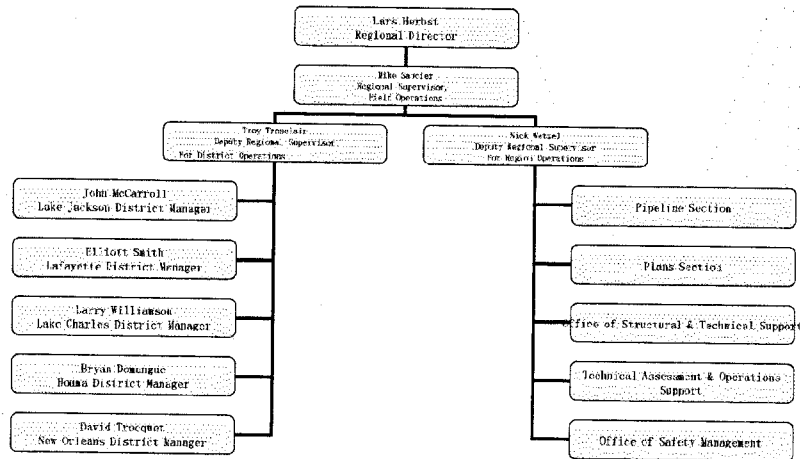 Lars Herbst
Regional Director
Mike Saucier
Regional Supervisor,
Field Operations
Troy Trosclair
Deputy Regional Supervisor
For District Operations
Nick Wetzel
Deputy Regional Supervisor
For Region Operations
John McCarroll
Lake Jackson District Manager
Elliott Smith
Lafayette District Manager
Larry Williamson
Lake Charles District Manager
Bryan Domangue
Houma District Manager
David Trocquet
New Orleans District Manager
Pipeline Section
Plans Section
Office of Structural & Technical Support
Technical Assessment & Operations
Support
Office of Safety Management